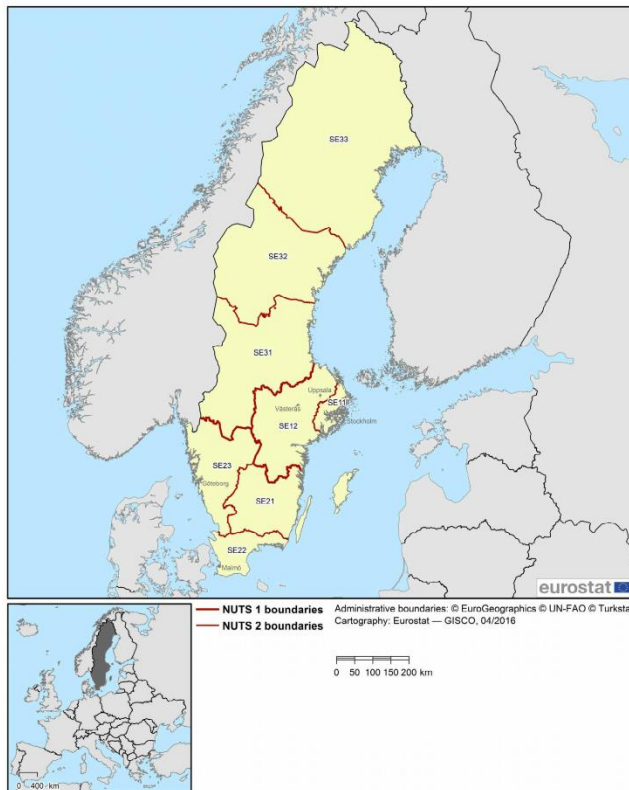 SE33
SE32
SE31
Uppsala
SE11
Västerås
Stockholm
SE12
SE23
Göteborg
SE21
SE22
Malmö
eurostat
NUTS 1 boundaries
NUTS 2 boundaries
Administrative boundaries: © EuroGeographics © UN-FAO © Turksta
Cartography: Eurostat — GISCO, 04/2016
0 50 100 150 200 km
0 400 km